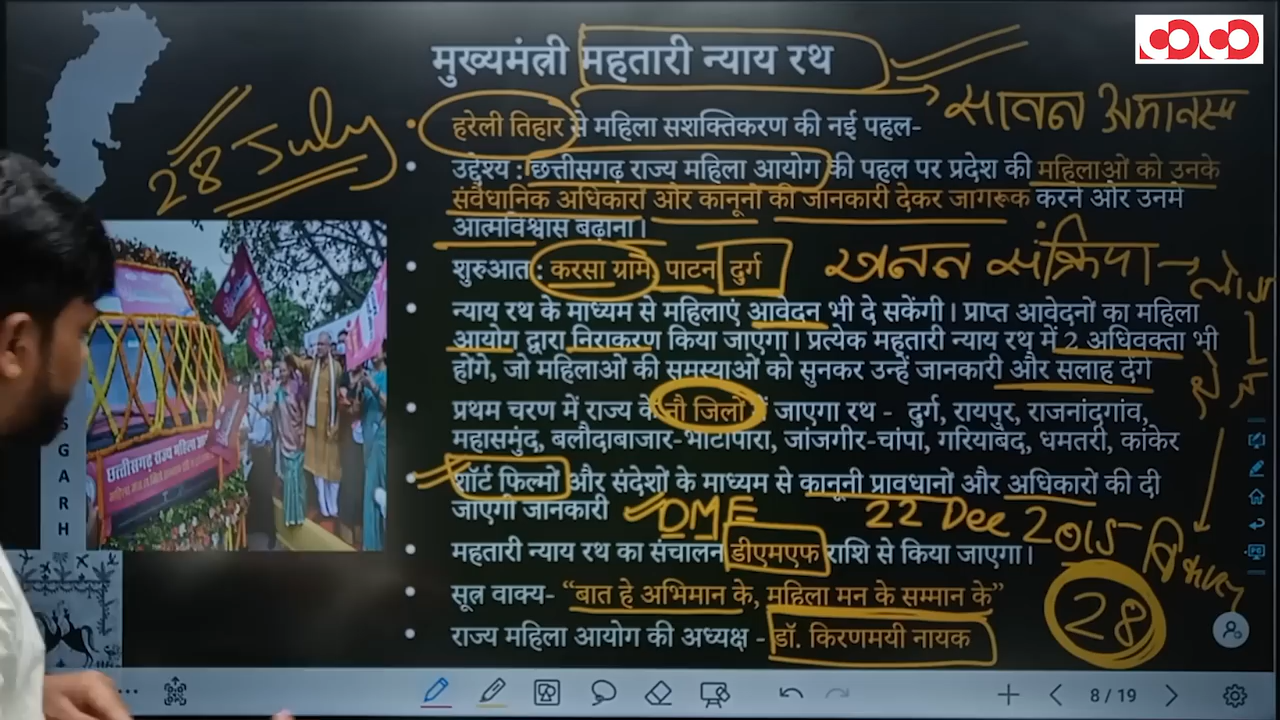 मुख्यमंत्री महतारी न्याय रथ
सावन अमावस
28 July
• हरेली तिहार से महिला सशक्तिकरण की नई पहल-
• उद्देश्य : छत्तीसगढ़ राज्य महिला आयोग की पहल पर प्रदेश की महिलाओं को उनके
संवैधानिक अधिकारों और कानूनों की जानकारी देकर जागरूक करने और उनमें
आत्मविश्वास बढ़ाना।
• शुरुआत : करसा ग्राम पाटन दुर्ग
खनन संक्रिया →
• न्याय रथ के माध्यम से महिलाएं आवेदन भी दे सकेंगी। प्राप्त आवेदनों का महिला
आयोग द्वारा निराकरण किया जाएगा। प्रत्येक महतारी न्याय रथ में 2 अधिवक्ता भी
होंगे, जो महिलाओं की समस्याओं को सुनकर उन्हें जानकारी और सलाह देंगे
• प्रथम चरण में राज्य के नौ जिलों में जाएगा रथ - दुर्ग, रायपुर, राजनांदगांव,
महासमुंद, बलौदाबाजार-भाटापारा, जांजगीर-चांपा, गरियाबंद, धमतरी, कांकेर
• शॉर्ट फिल्मों और संदेशों के माध्यम से कानूनी प्रावधानों और अधिकारों की दी
जाएगी जानकारी
DMF 22 Dec 2015
• महतारी न्याय रथ का संचालन डीएमएफ राशि से किया जाएगा।
• सूत्र वाक्य- “बात हे अभिमान के, महिला मन के सम्मान के”
28
• राज्य महिला आयोग की अध्यक्ष - डॉ. किरणमयी नायक
छत्तीसगढ़ राज्य महिला
SGARH
8 / 19